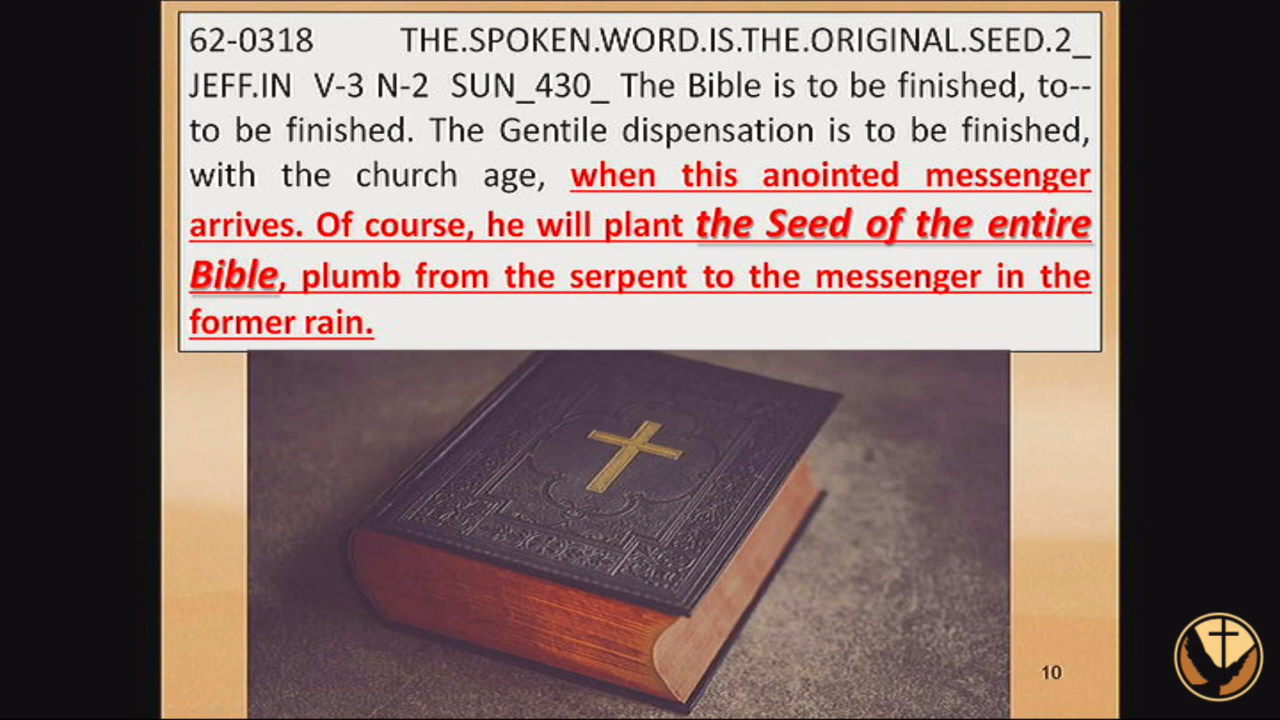 62-0318 THE.SPOKEN.WORD.IS.THE.ORIGINAL.SEED.2_
JEFF.IN V-3 N-2 SUN_430_ The Bible is to be finished, to--
to be finished. The Gentile dispensation is to be finished,
with the church age, when this anointed messenger
arrives. Of course, he will plant the Seed of the entire
Bible, plumb from the serpent to the messenger in the
former rain.
10